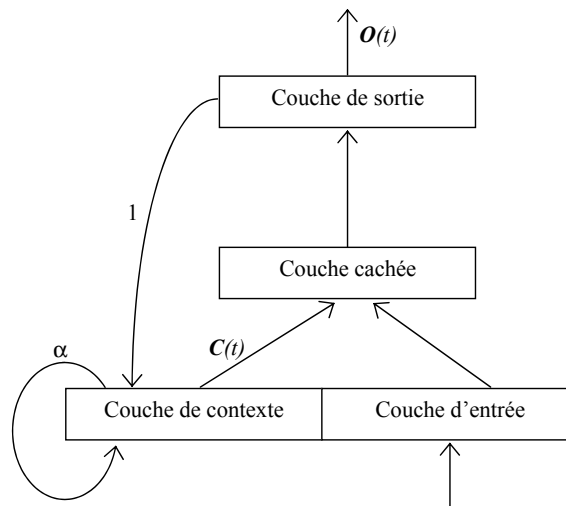 O(t)
Couche de sortie
1
Couche cachée
C(t)
α
Couche de contexte
Couche d’entrée